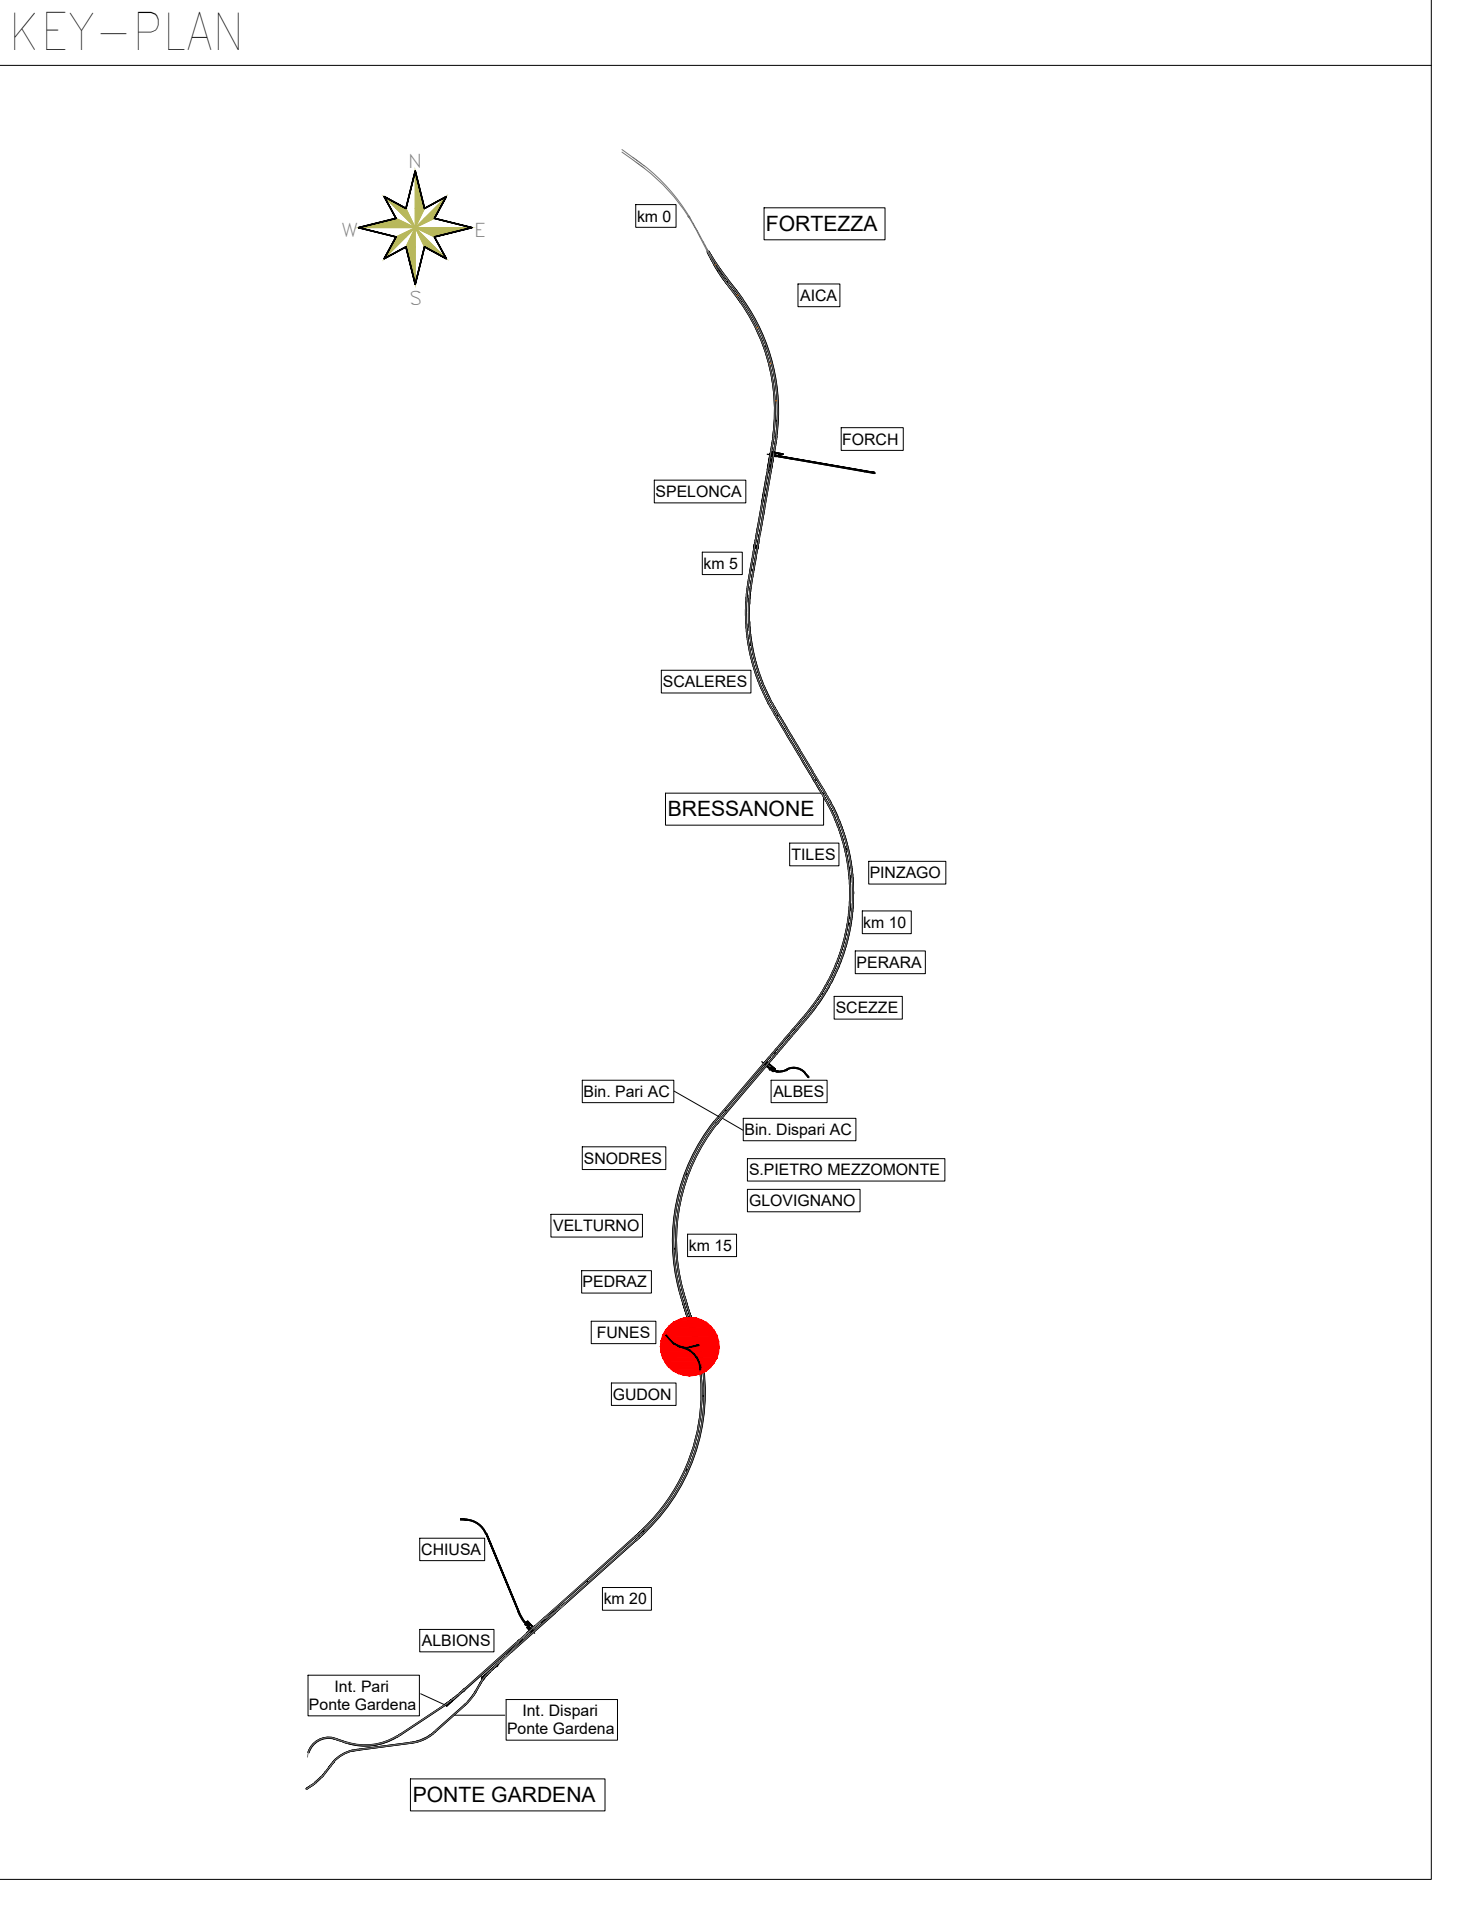 KEY-PLAN
N
W
E
S
km 0
FORTEZZA
AICA
FORCH
SPELONCA
km 5
SCALERES
BRESSANONE
TILES
PINZAGO
km 10
PERARA
SCEZZE
Bin. Pari AC
ALBES
Bin. Dispari AC
SNODRES
S.PIETRO MEZZOMONTE
GLOVIGNANO
VELTURNO
km 15
PEDRAZ
FUNES
GUDON
CHIUSA
km 20
ALBIONS
Int. Pari
Ponte Gardena
Int. Dispari
Ponte Gardena
PONTE GARDENA